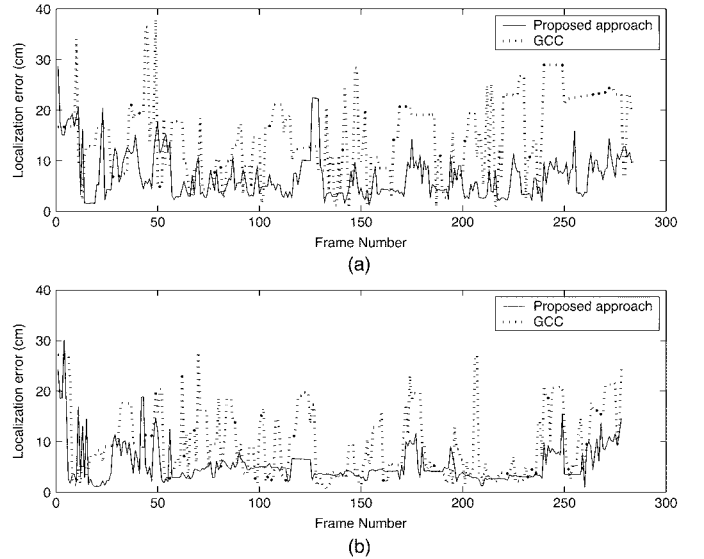 40
30
20
10
0
Localization error (cm)
Proposed approach
GCC
0 50 100 150 200 250 300
Frame Number
(a)
40
30
20
10
0
Localization error (cm)
Proposed approach
GCC
0 50 100 150 200 250 300
Frame Number
(b)